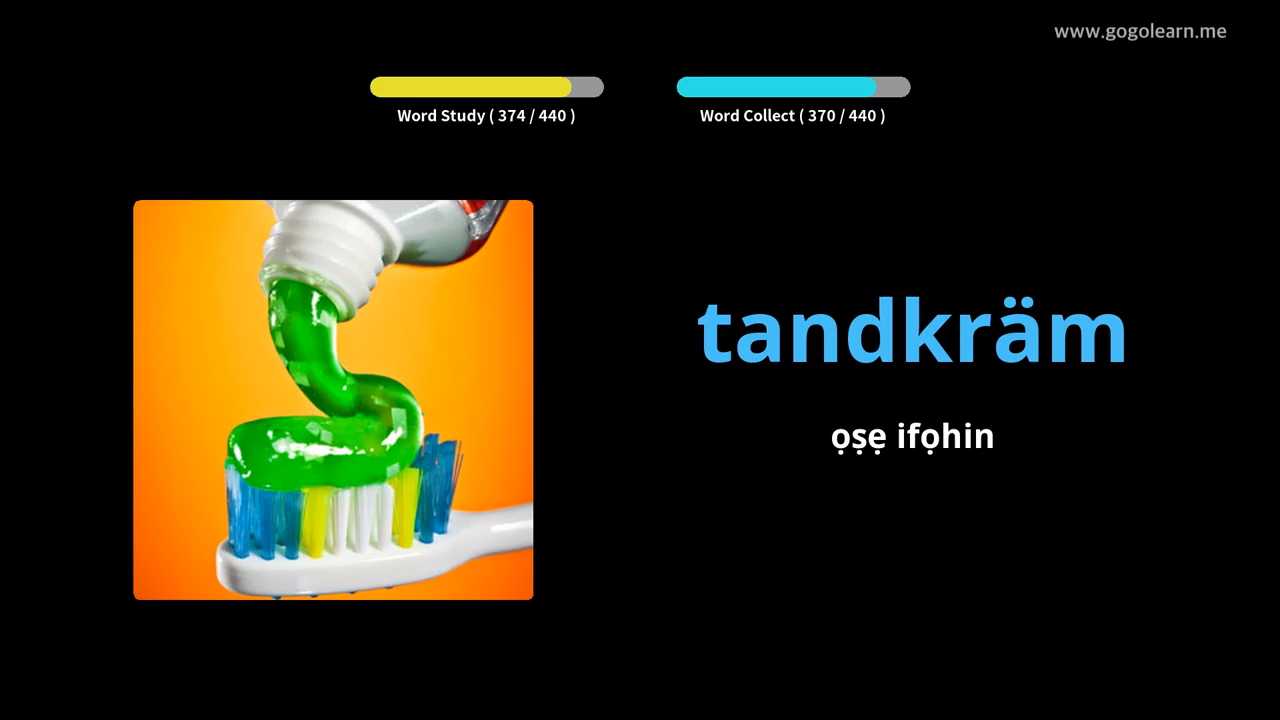 www.gogolearn.me
Word Study ( 374 / 440 )
Word Collect ( 370 / 440 )
tandkräm
ọṣẹ ifọhin